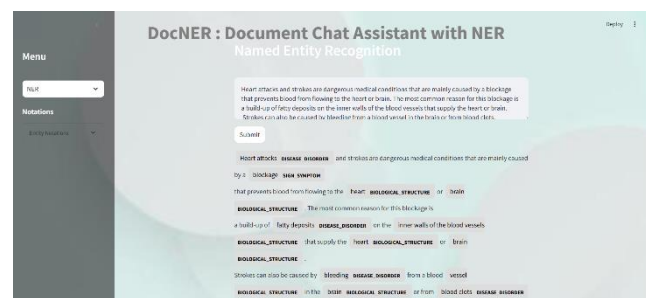 DocNER : Document Chat Assistant with NER
Deploy
Named Entity Recognition
Menu
NER
Notations
Entity Notations
Heart attacks and strokes are dangerous medical conditions that are mainly caused by a blockage
that prevents blood from flowing to the heart or brain. The most common reason for this blockage is
a build-up of fatty deposits on the inner walls of the blood vessels that supply the heart or brain.
Strokes can also be caused by bleeding from a blood vessel in the brain or from blood clots.
Submit
Heart attacks DISEASE_DISORDER and strokes are dangerous medical conditions that are mainly caused
by a blockage SIGN_SYMPTOM
that prevents blood from flowing to the heart BIOLOGICAL_STRUCTURE or brain
BIOLOGICAL_STRUCTURE . The most common reason for this blockage is
a build-up of fatty deposits DISEASE_DISORDER on the inner walls of the blood vessels
BIOLOGICAL_STRUCTURE that supply the heart BIOLOGICAL_STRUCTURE or brain
BIOLOGICAL_STRUCTURE .
Strokes can also be caused by bleeding DISEASE_DISORDER from a blood vessel
BIOLOGICAL_STRUCTURE in the brain BIOLOGICAL_STRUCTURE or from blood clots DISEASE_DISORDER